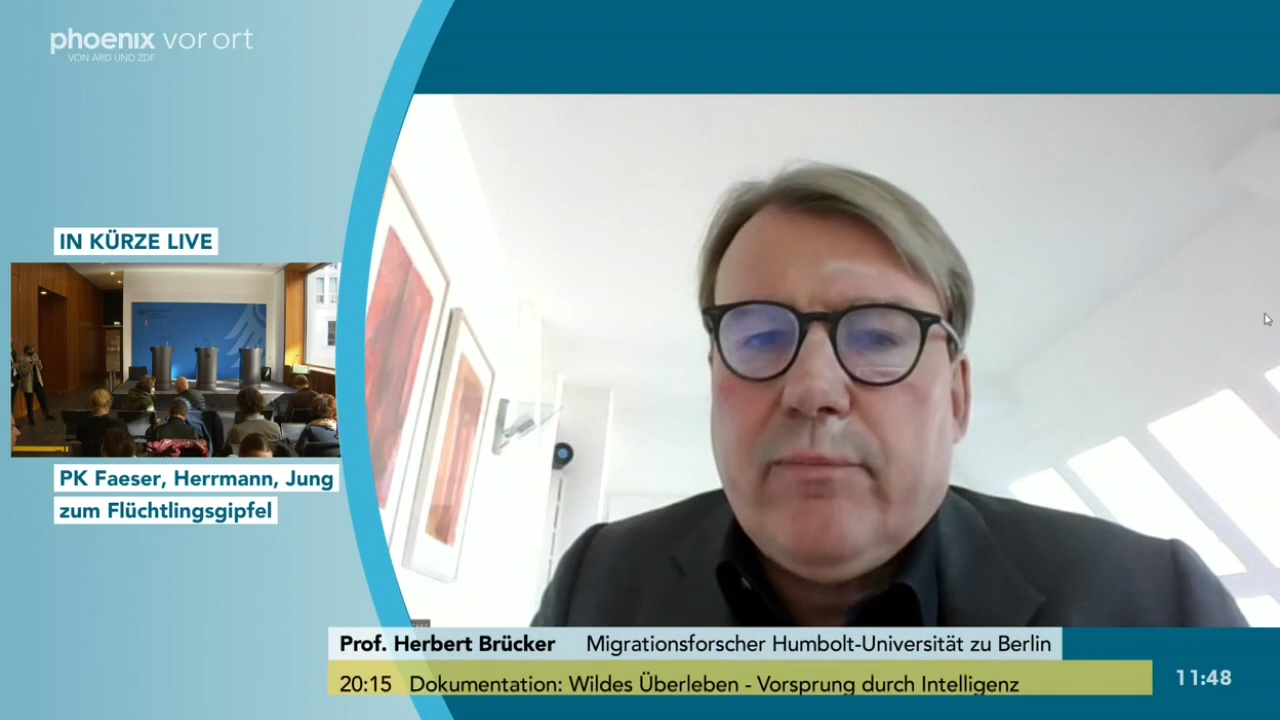 phoenix vor ort
VON ARD UND ZDF
IN KÜRZE LIVE
PK Faeser, Herrmann, Jung
zum Flüchtlingsgipfel
Prof. Herbert Brücker Migrationsforscher Humbolt-Universität zu Berlin
20:15 Dokumentation: Wildes Überleben - Vorsprung durch Intelligenz
11:48